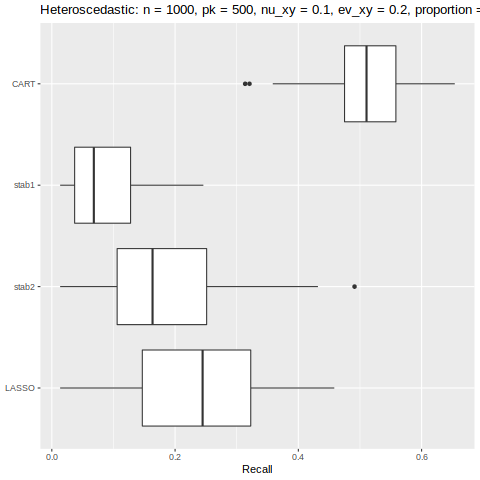 Heteroscedastic: n = 1000, pk = 500, nu_xy = 0.1, ev_xy = 0.2, proportion =
CART
stab1
stab2
LASSO
0.0 0.2 0.4 0.6
Recall